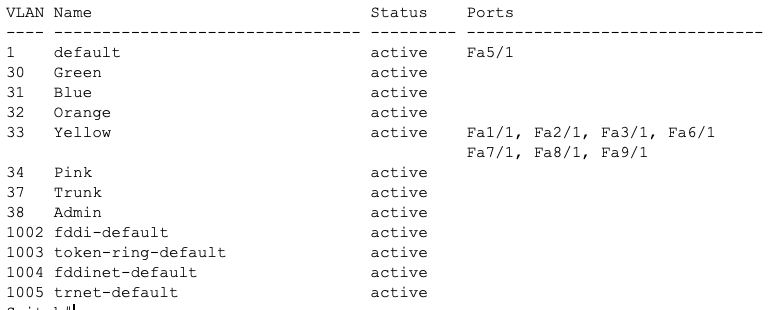 VLAN Name                             Status    Ports
---- -------------------------------- --------- -------------------------------
1    default                          active    Fa5/1
30   Green                            active
31   Blue                             active
32   Orange                           active
33   Yellow                           active    Fa1/1, Fa2/1, Fa3/1, Fa6/1
                                                Fa7/1, Fa8/1, Fa9/1
34   Pink                             active
37   Trunk                            active
38   Admin                            active
1002 fddi-default                     active
1003 token-ring-default               active
1004 fddinet-default                  active
1005 trnet-default                    active